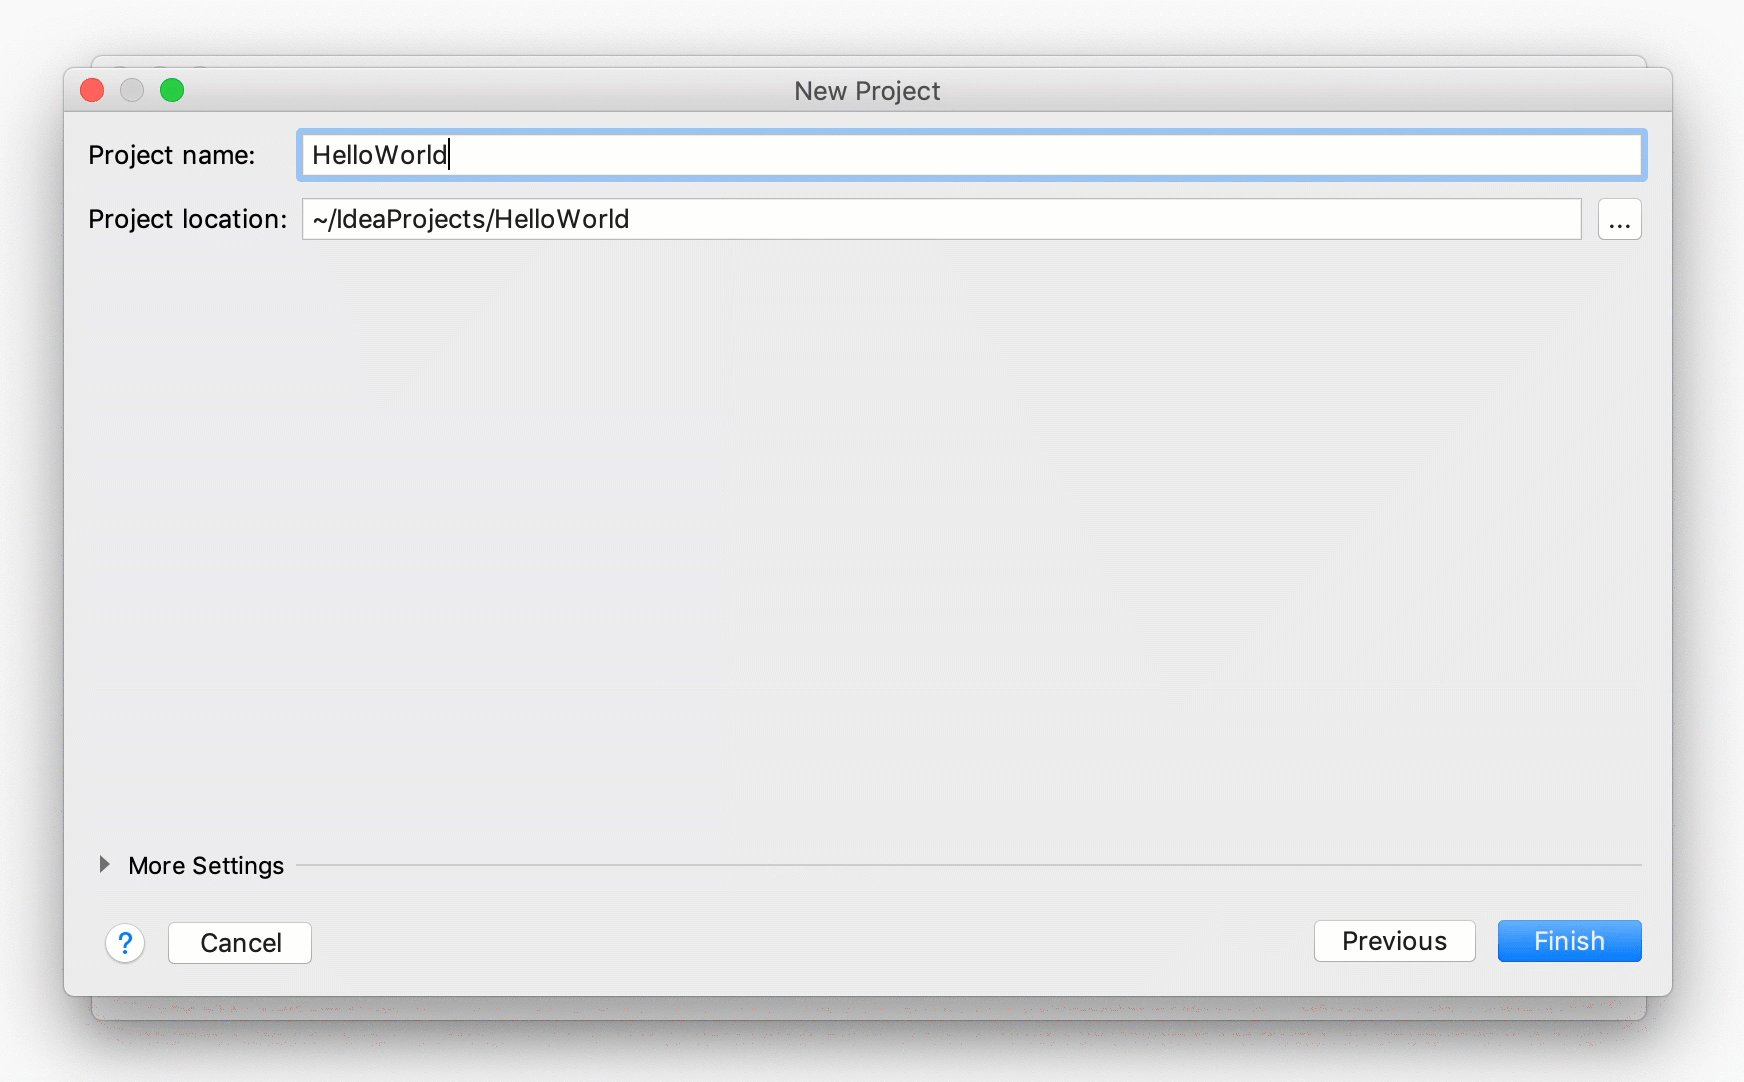 New Project
Project name: HelloWorld
Project location: ~/IdeaProjects/HelloWorld ...
More Settings
? Cancel Previous Finish